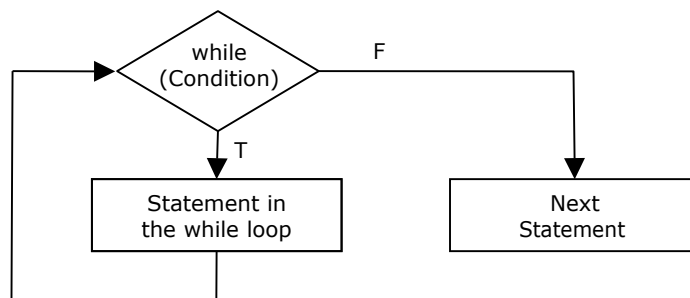 while
(Condition)
F
T
Statement in
the while loop
Next
Statement